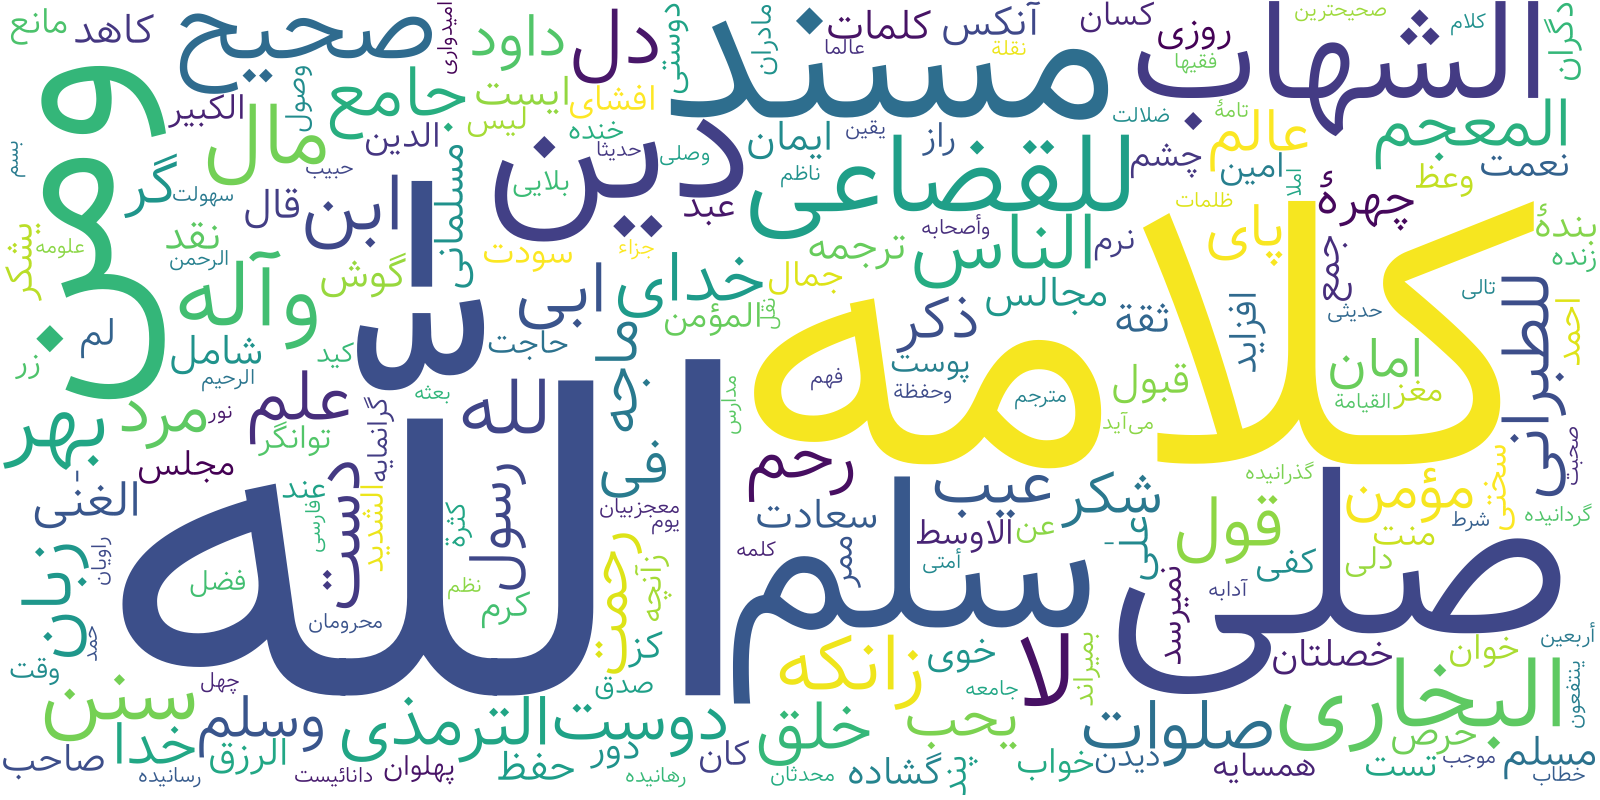 مانع
کاهد
صحیح
امیدواری
داود
دل
دوستی
مادران
مسند
عالما
کلمات
آنکس
نقلة
کسان
روزی
فقیها
الشهاب
صحیحترین
کلام
دگران
ومن
الکبیر
مال
وصول
جامع
ایست
افشای
لیس
خنده
حدیثا
الدین
حبیب
دین
وصلی
ایمان
یقین
راز
ضلالت
تامهٔ
عالم
المعجم
نعمت
بسم
گر
سهولت
ابن
قال
مسلمانی
بلایی
عبد
ناظم
للقضاعی
چشم
امین
املا
وعظ
چهرهٔ
ظلمات
بندهٔ
زنده
یشکر
علومه
نقد
الرحمن
وآله
گوش
سودت
جزاء
ترجمه
وأصحابه
الناس
نرم
پای
جمع
لم
زر
شامل
الرحیم
کید
حاجت
ابی
خدای
المؤمن
نقل
جمال
ذکر
مجالس
ثقة
افزاید
حدیثی
تالی
للطبرانی
احمد
س
ماجه
مدارس
کلامه
فهم
پوست
وحفظة
مترجم
قبول
می‌آید
امان
مغز
القیامة
بهر
مرد
نور
علم
توانگر
گرانمایه
بعثه
لله
صحبت
مجلس
الغنی
عند
فارسی
الشدید
دست
کثرة
رسول
فی
معجزبیان
یوم
رحم
سعادت
عیب
شکر
الاوسط
عن
گذرانیده
مؤمن
شرط
سختی
گردانیده
منت
قول
زبان
راویان
حمد
فضل
محرومان
نظم
کرم
رحمت
زآنچه
الله
کلمه
ممر
سلم
أمتی
علی
نمیرسد
آدابه
کفی
دلی
صلی
أربعین
وقت
چهل
سنن
کز
صدق
زانکه
خوی
جامعه
لا
بمیراند
خصلتان
خوان
ینتفعون
صاحب
خدا
رسانیده
وسلم
الرزق
دانائیست
الترمذی
پهلوان
حفظ
دوست
دور
رهانیده
کان
خلق
محدثان
یحب
گشاده
پند
خواب
صلوات
دیدن
همسایه
البخاری
حرص
تست
موجب
مسلم
خطاب